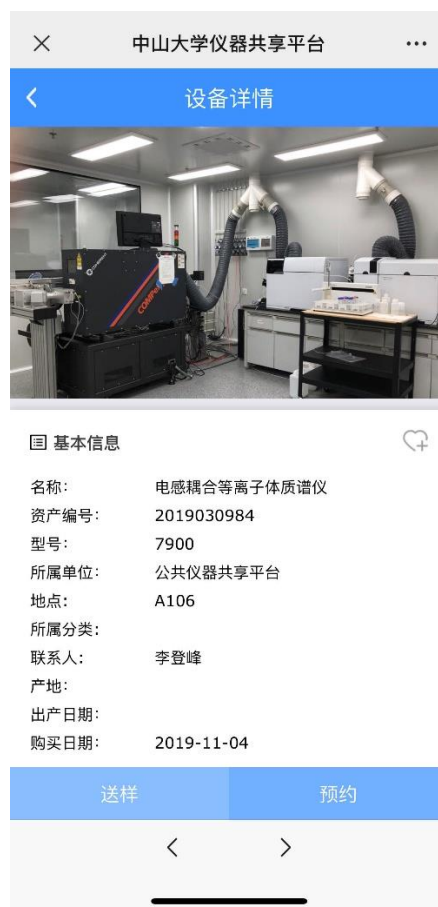 中山大学仪器共享平台
设备详情
COMPex
基本信息
名称: 电感耦合等离子体质谱仪
资产编号: 2019030984
型号: 7900
所属单位: 公共仪器共享平台
地点: A106
所属分类:
联系人: 李登峰
产地:
出产日期:
购买日期: 2019-11-04
送样 预约